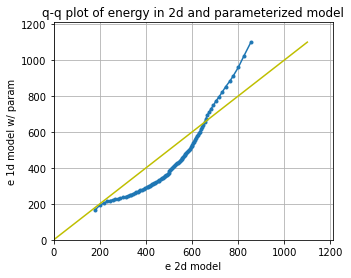 q-q plot of energy in 2d and parameterized model
1200
1000
800
600
400
200
0
e 1d model w/ param
0 200 400 600 800 1000 1200
e 2d model